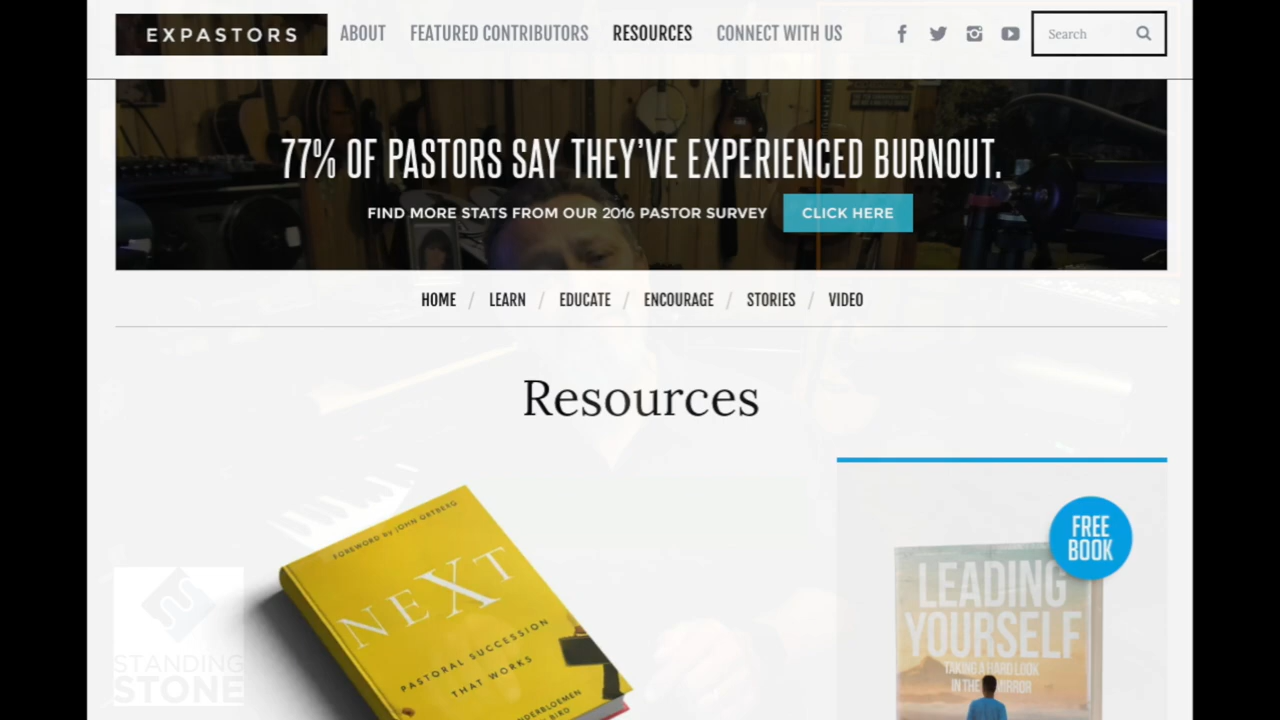 EXPASTORS
ABOUT FEATURED CONTRIBUTORS RESOURCES CONNECT WITH US
Search
77% OF PASTORS SAY THEY'VE EXPERIENCED BURNOUT.
FIND MORE STATS FROM OUR 2016 PASTOR SURVEY CLICK HERE
HOME / LEARN / EDUCATE / ENCOURAGE / STORIES / VIDEO
Resources
FOREWORD by JOHN ORTBERG
NEXT
PASTORAL SUCCESSION
THAT WORKS
BIRD
FREE
BOOK
LEADING
YOURSELF
TAKING A HARD LOOK
IN THE MIRROR
STANDING
STONE